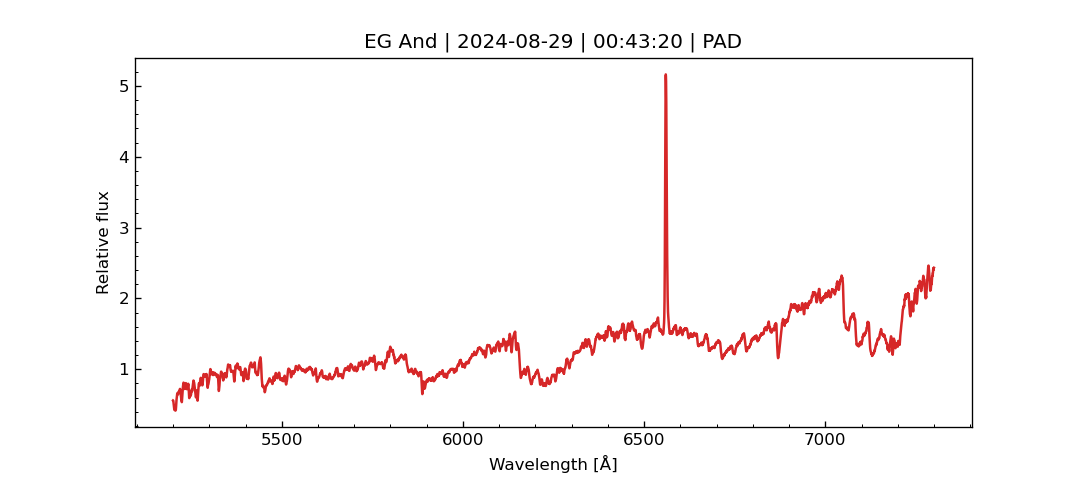 EG And | 2024-08-29 | 00:43:20 | PAD
Relative flux
5
4
3
2
1
5500 6000 6500 7000
Wavelength [Å]